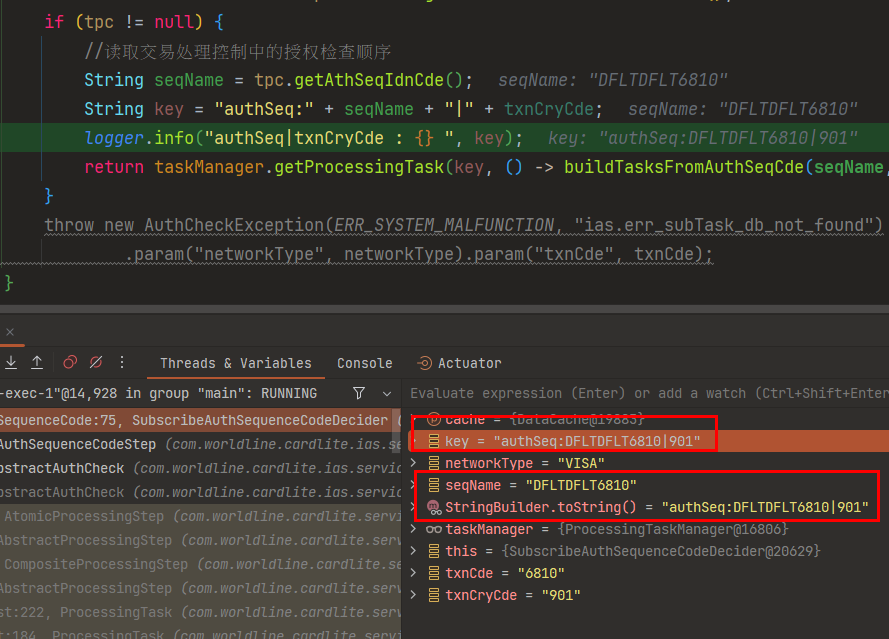 if (tpc != null) {
//读取交易处理控制中的授权检查顺序
String seqName = tpc.getAthSeqIdnCde(); seqName: "DFLTDFLT6810"
String key = "authSeq:" + seqName + "|" + txnCryCde; seqName: "DFLTDFLT6810"
logger.info("authSeq|txnCryCde : {} ", key); key: "authSeq:DFLTDFLT6810|901"
return taskManager.getProcessingTask(key, () -> buildTasksFromAuthSeqCde(seqName,
}
throw new AuthCheckException(ERR_SYSTEM_MALFUNCTION, "ias.err_subTask_db_not_found")
.param("networkType", networkType).param("txnCde", txnCde);
}
Threads & Variables Console Actuator
-exec-1"@14,928 in group "main": RUNNING
Evaluate expression (Enter) or add a watch (Ctrl+Shift+Enter
SequenceCode:75, SubscribeAuthSequenceCodeDecider
cache = {DataCache@19883}
AuthSequenceCodeStep (com.worldline.cardlite.ias.se
key = "authSeq:DFLTDFLT6810|901"
bstractAuthCheck (com.worldline.cardlite.ias.servic
networkType = "VISA"
bstractAuthCheck (com.worldline.cardlite.ias.servic
seqName = "DFLTDFLT6810"
AtomicProcessingStep (com.worldline.cardlite.servi
StringBuilder.toString() = "authSeq:DFLTDFLT6810|901"
AbstractProcessingStep (com.worldline.cardlite.ser
taskManager = {ProcessingTaskManager@16806}
CompositeProcessingStep (com.worldline.cardlite.se
this = {SubscribeAuthSequenceCodeDecider@20629}
AbstractProcessingStep (com.worldline.cardlite.ser
txnCde = "6810"
st:222, ProcessingTask (com.worldline.cardlite.serv
txnCryCde = "901"
st:184, ProcessingTask (com.worldline.cardlite.serv